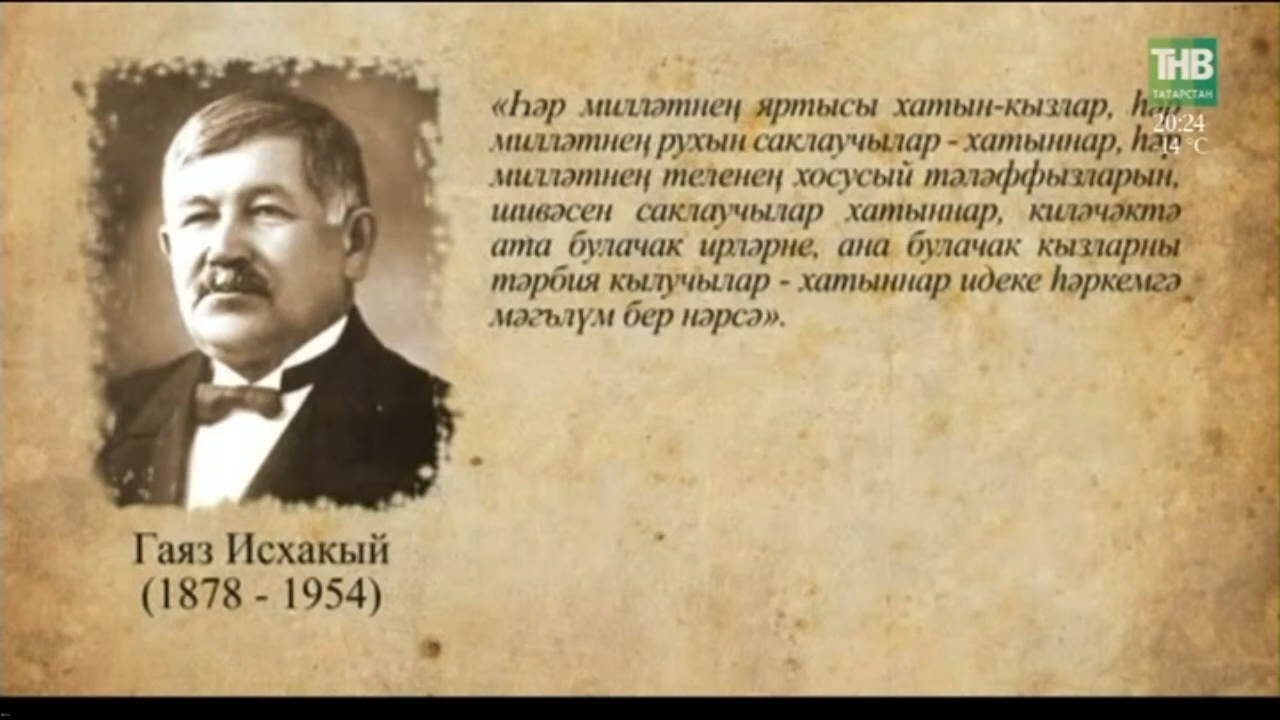 ТНВ
ТАТАРСТАН
20:24
14 °C
«Һәр милләтнең яртысы хатын-кызлар, һәр
милләтнең рухын саклаучылар - хатыннар, һәр
милләтнең теленең хосусый тәләффызларын,
шивәсен саклаучылар хатыннар, киләчәктә
ата булачак ирләрне, ана булачак кызларны
тәрбия кылучылар - хатыннар идеке һәркемгә
мәгълүм бер нәрсә».
Гаяз Исхакый
(1878 - 1954)